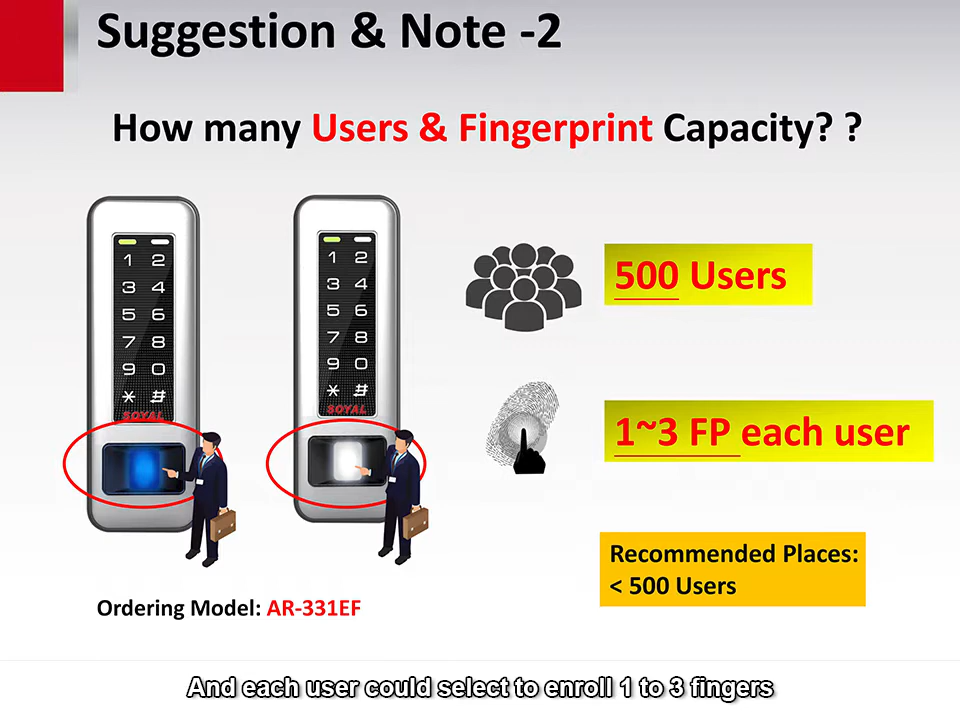 Suggestion & Note -2
How many Users & Fingerprint Capacity? ?
1 2
3 4
5 6
7 8
9 0
* #
SOYAL
1 2
3 4
5 6
7 8
9 0
* #
SOYAL
500 Users
1~3 FP each user
Recommended Places:
< 500 Users
Ordering Model: AR-331EF
And each user could select to enroll 1 to 3 fingers